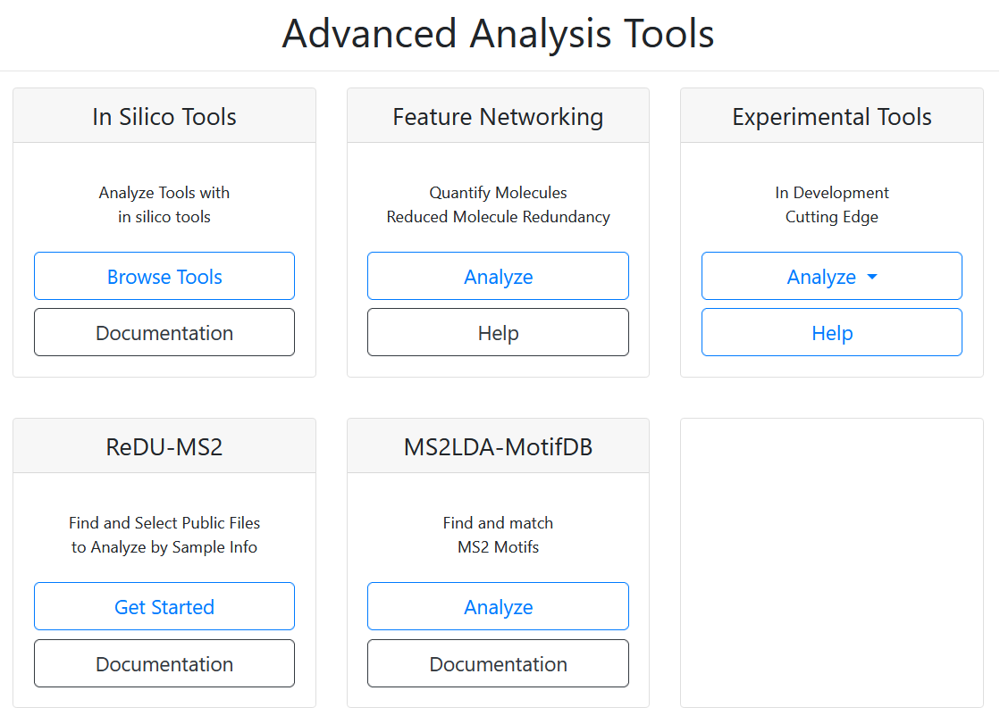 Advanced Analysis Tools
In Silico Tools
Analyze Tools with
in silico tools
Browse Tools
Documentation
Feature Networking
Quantify Molecules
Reduced Molecule Redundancy
Analyze
Help
Experimental Tools
In Development
Cutting Edge
Analyze
Help
ReDU-MS2
Find and Select Public Files
to Analyze by Sample Info
Get Started
Documentation
MS2LDA-MotifDB
Find and match
MS2 Motifs
Analyze
Documentation